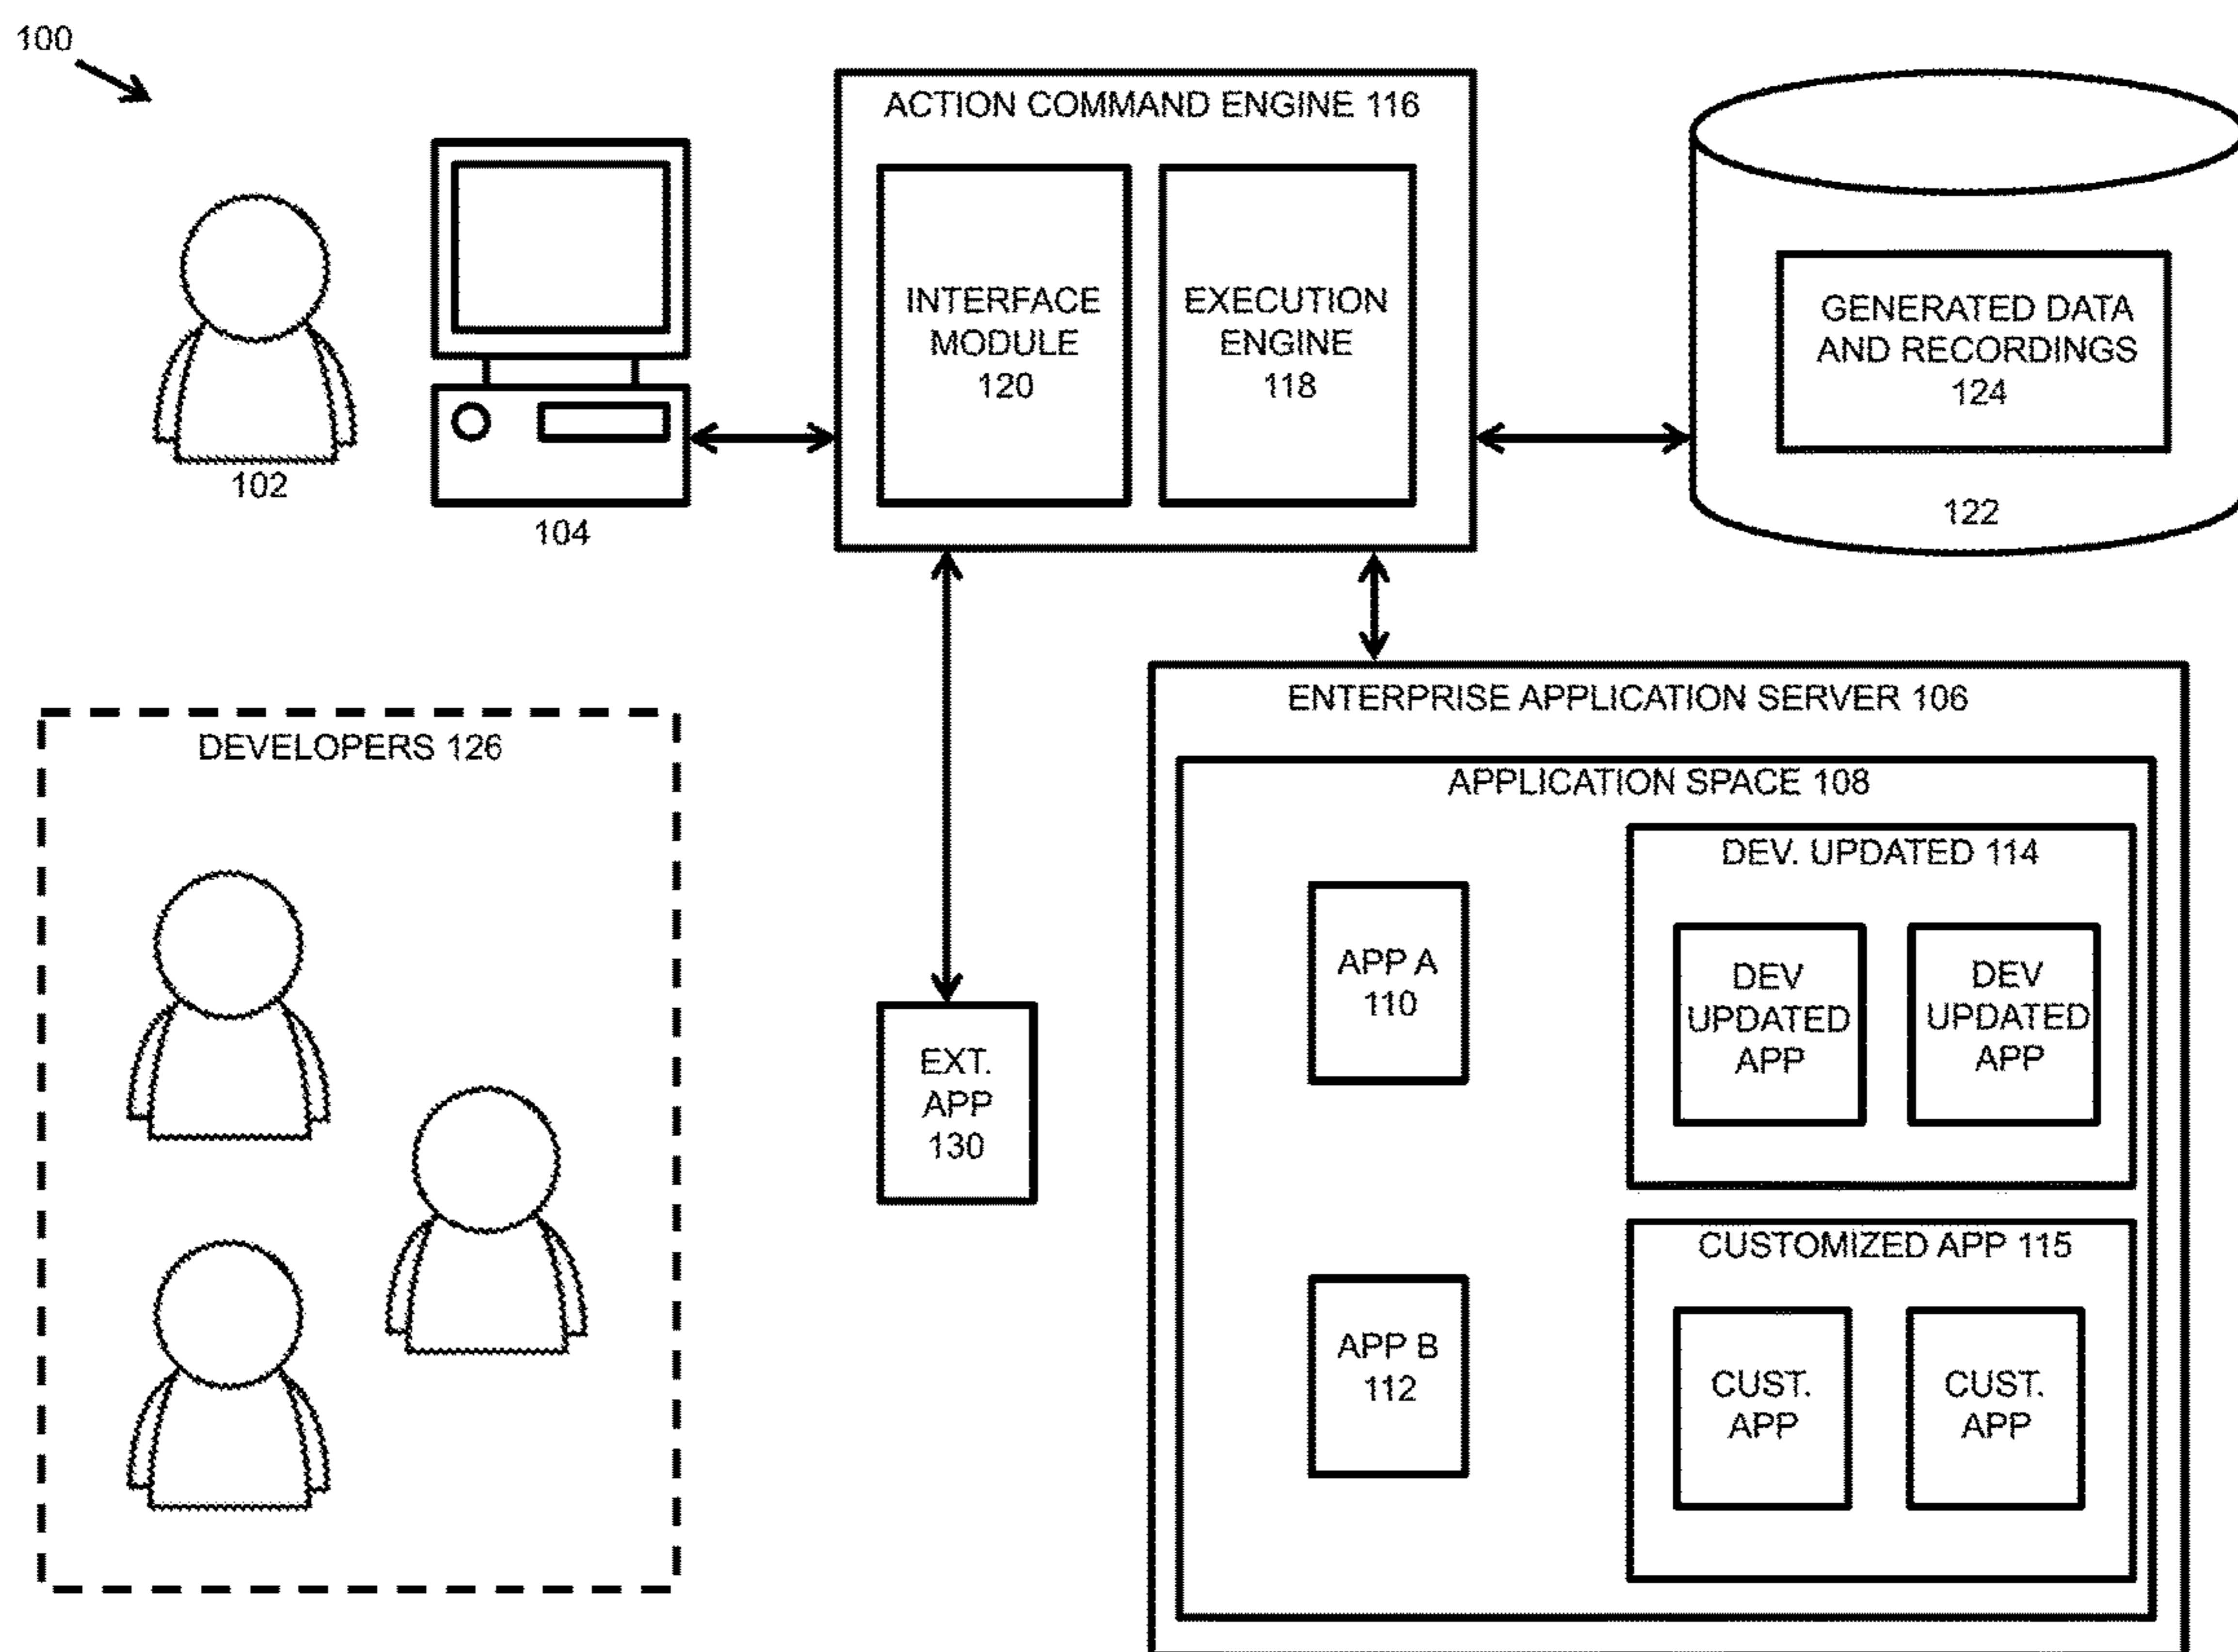 100
ACTION COMMAND ENGINE 116
INTERFACE
MODULE
120
EXECUTION
ENGINE
118
GENERATED DATA
AND RECORDINGS
124
122
102
104
DEVELOPERS 126
EXT.
APP
130
ENTERPRISE APPLICATION SERVER 106
APPLICATION SPACE 108
APP A
110
DEV. UPDATED 114
DEV
UPDATED
APP
DEV
UPDATED
APP
APP B
112
CUSTOMIZED APP 115
CUST.
APP
CUST.
APP